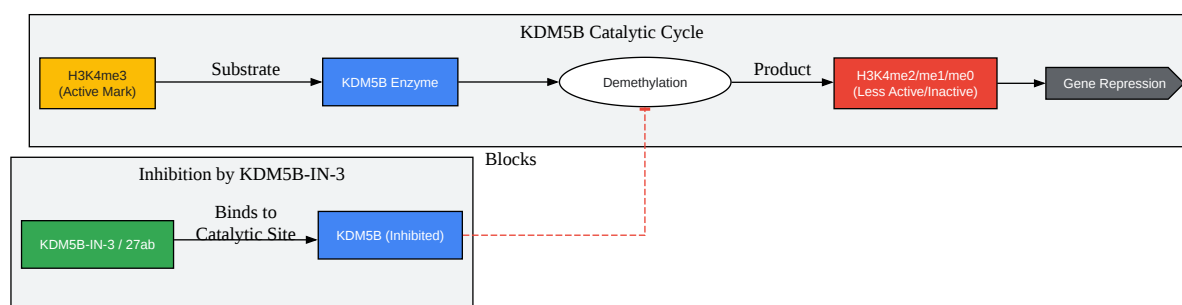 KDM5B Catalytic Cycle
H3K4me3
(Active Mark)
Substrate
KDM5B Enzyme
Demethylation
Product
H3K4me2/me1/me0
(Less Active/Inactive)
Gene Repression
Blocks
Inhibition by KDM5B-IN-3
KDM5B-IN-3 / 27ab
Binds to
Catalytic Site
KDM5B (Inhibited)